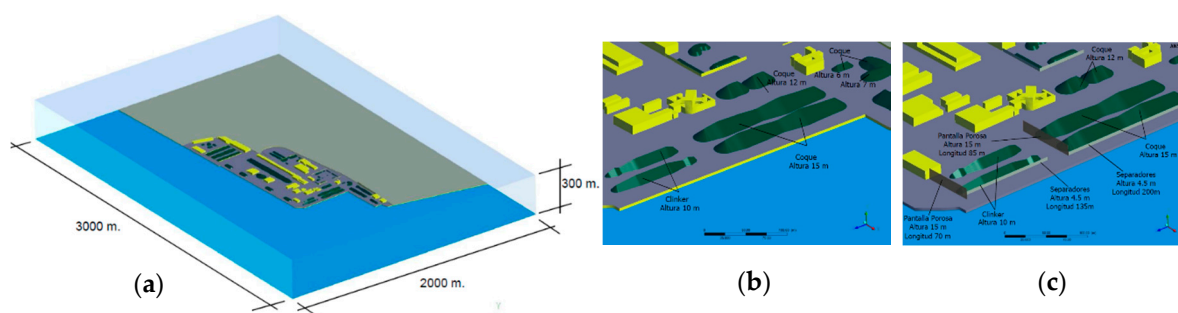 300 m.
3000 m.
2000 m.
Y
(a)
Coque
Altura 12 m
Coque
Altura 6 m
Altura 7 m
Coque
Altura 15 m
Clinker
Altura 10 m
(b)
Coque
Altura 12 m
Pantalla Porosa
Altura 15 m
Longitud 85 m
Coque
Altura 15 m
Separadores
Altura 4.5 m
Longitud 200m
Separadores
Altura 4.5 m
Longitud 135m
Clinker
Altura 10 m
Pantalla Porosa
Altura 15 m
Longitud 70 m
(c)